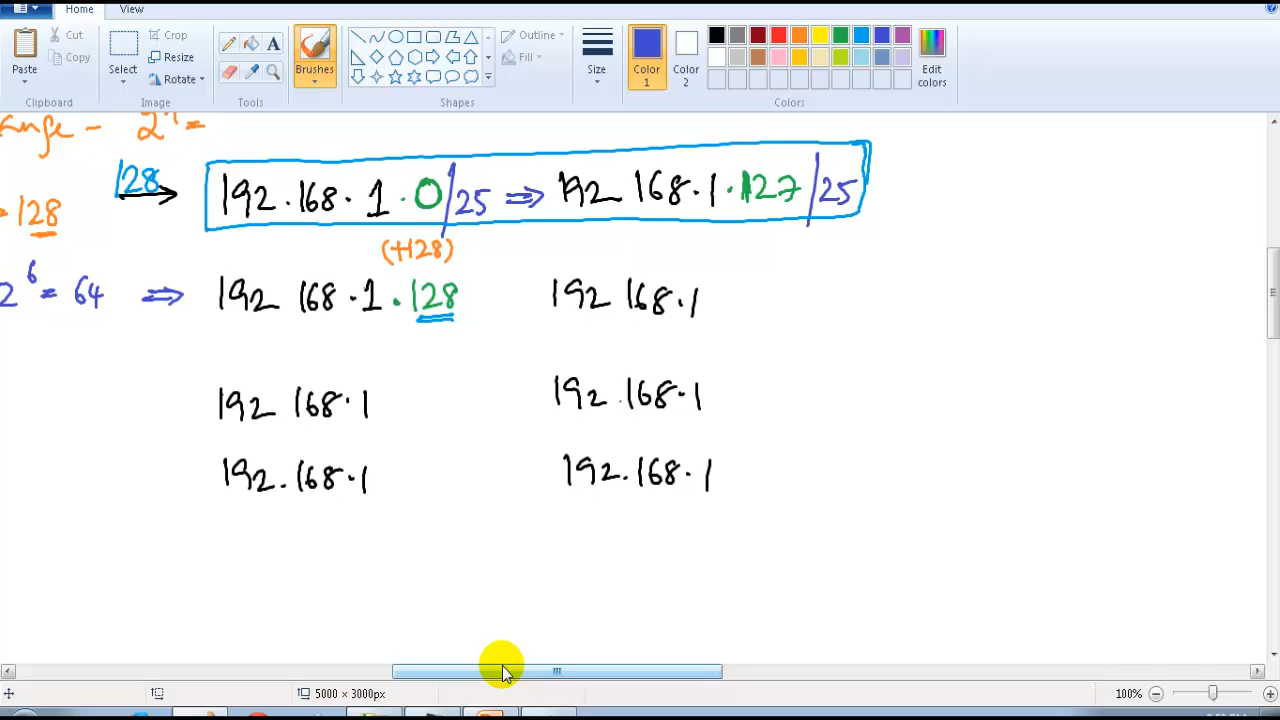 Home View
Cut
Copy
Paste
Clipboard
Crop
Resize
Rotate
Select
Image
Tools
Brushes
Outline
Fill
Shapes
Size
Color 1
Color 2
Edit colors
Colors
128
192.168.1.0/25 ⇒ 192 168.1.127/25
128
(+128)
2^6 = 64 ⇒ 192 168.1.128 192 168.1
192 168.1 192 168.1
192.168.1 192.168.1
5000 × 3000px 100%